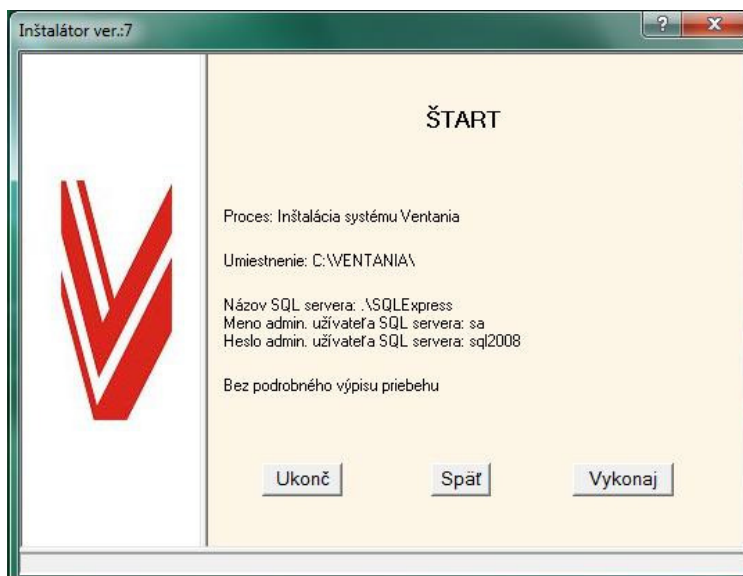 Inštalátor ver.:7
ŠTART
Proces: Inštalácia systému Ventania
Umiestnenie: C:\VENTANIA\
Názov SQL servera: .\SQLExpress
Meno admin. užívateľa SQL servera: sa
Heslo admin. užívateľa SQL servera: sql2008
Bez podrobného výpisu priebehu
Ukonč
Späť
Vykonaj